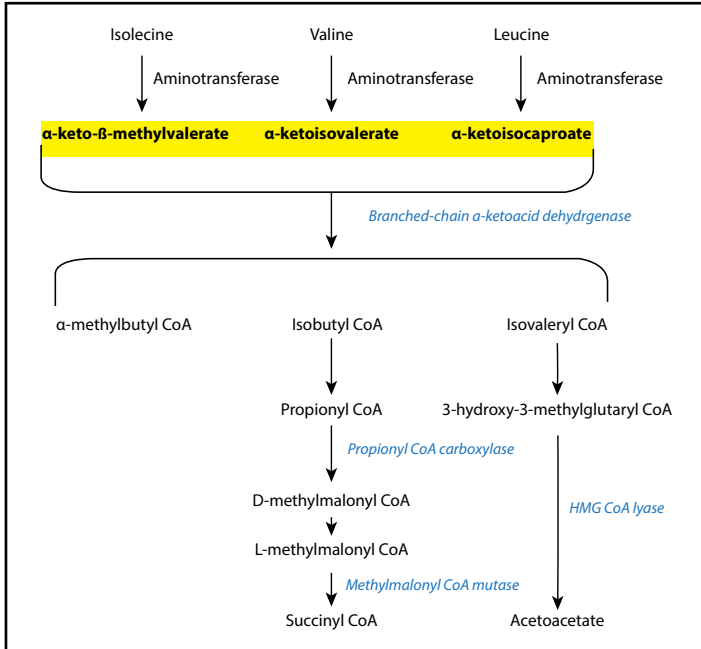 Isolecine Valine Leucine
Aminotransferase Aminotransferase Aminotransferase
α-keto-ß-methylvalerate α-ketoisovalerate α-ketoisocaproate
Branched-chain a-ketoacid dehydrgenase
α-methylbutyl CoA Isobutyl CoA Isovaleryl CoA
Propionyl CoA 3-hydroxy-3-methylglutaryl CoA
Propionyl CoA carboxylase
D-methylmalonyl CoA HMG CoA lyase
L-methylmalonyl CoA
Methylmalonyl CoA mutase
Succinyl CoA Acetoacetate